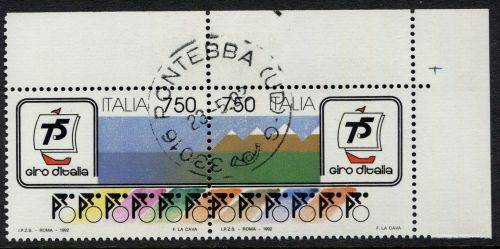 ITALIA 750
750 ITALIA
75
giro d'italia
75
giro d'italia
33016 PONTEBBA (UD)
I.P.Z.S. - ROMA - 1992
F. LA CAVA
I.P.Z.S. - ROMA - 1992
F. LA CAVA